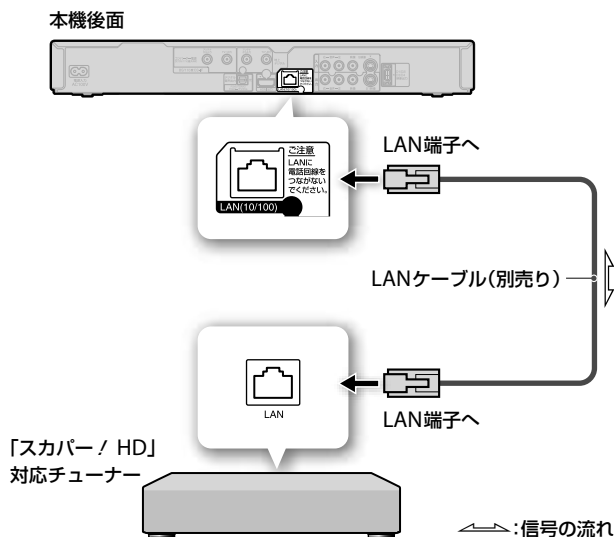 本機後面
ご注意
LANに
電話回線を
つながない
でください。
LAN(10/100)
LAN端子へ
LANケーブル(別売り)
LAN
LAN端子へ
「スカパー！HD」
対応チューナー
:信号の流れ